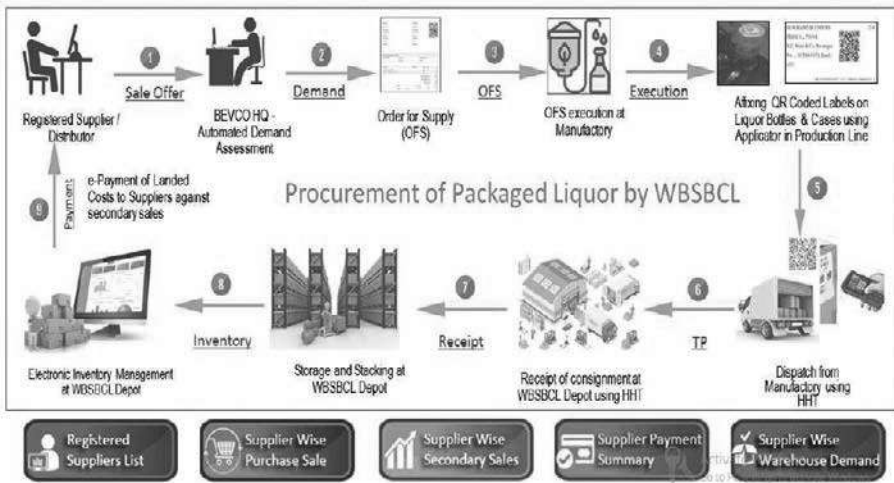 1
2
3
4
Sale Offer
Demand
OFS
Execution
Registered Supplier /
Distributor
BEVCO HQ -
Automated Demand
Assessment
Order for Supply
(OFS)
OFS execution at
Manufactory
Affixng QR Coded Labels on
Liquor Bottles & Cases using
Applicator in Production Line
9
Payment
e-Payment of Landed
Costs to Suppliers against
secondary sales
Procurement of Packaged Liquor by WBSBCL
5
8
7
6
Inventory
Receipt
TP
Electronic Inventory Management
at WBSBCL Depot
Storage and Stacking at
WBSBCL Depot
Receipt of consignment at
WBSBCL Depot using HHT
Dispatch from
Manufactory using
HHT
Registered
Suppliers List
Supplier Wise
Purchase Sale
Supplier Wise
Secondary Sales
Supplier Payment
Summary
Supplier Wise
Warehouse Demand